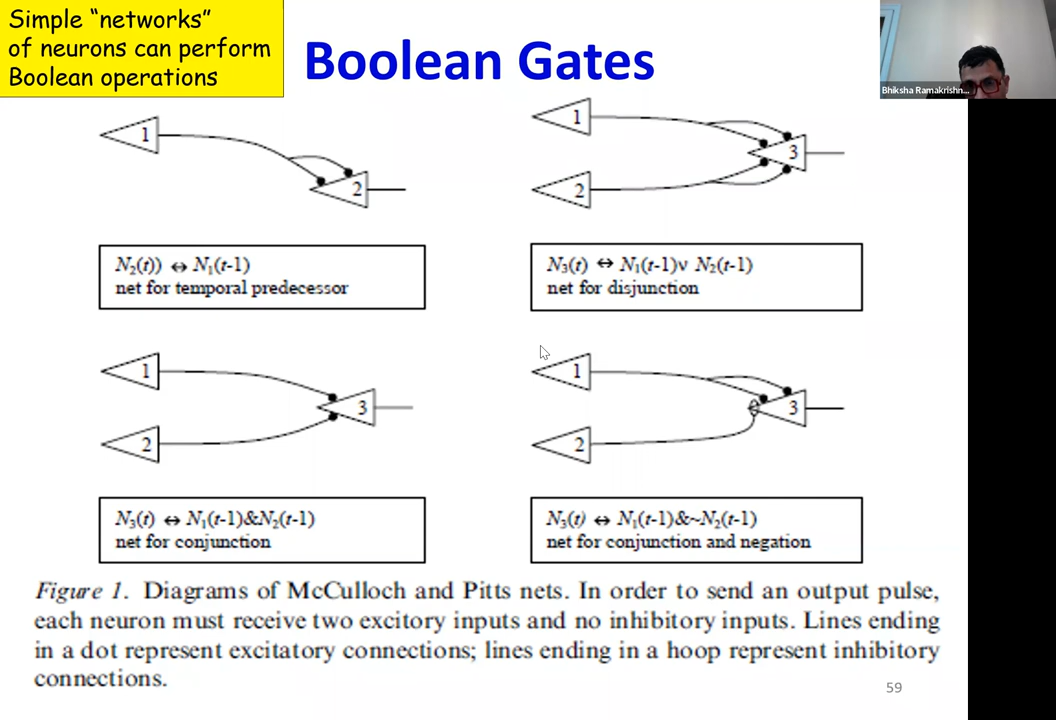 Simple “networks”
of neurons can perform
Boolean operations
Boolean Gates
Bhiksha Ramakrishn...
1
2
N₂(t)) ⇔ N₁(t-1)
net for temporal predecessor
1
2
3
N₃(t) ⇔ N₁(t-1)v N₂(t-1)
net for disjunction
1
2
3
N₃(t) ⇔ N₁(t-1)&N₂(t-1)
net for conjunction
1
2
3
N₃(t) ⇔ N₁(t-1)&~N₂(t-1)
net for conjunction and negation
Figure 1. Diagrams of McCulloch and Pitts nets. In order to send an output pulse,
each neuron must receive two excitory inputs and no inhibitory inputs. Lines ending
in a dot represent excitatory connections; lines ending in a hoop represent inhibitory
connections.
59